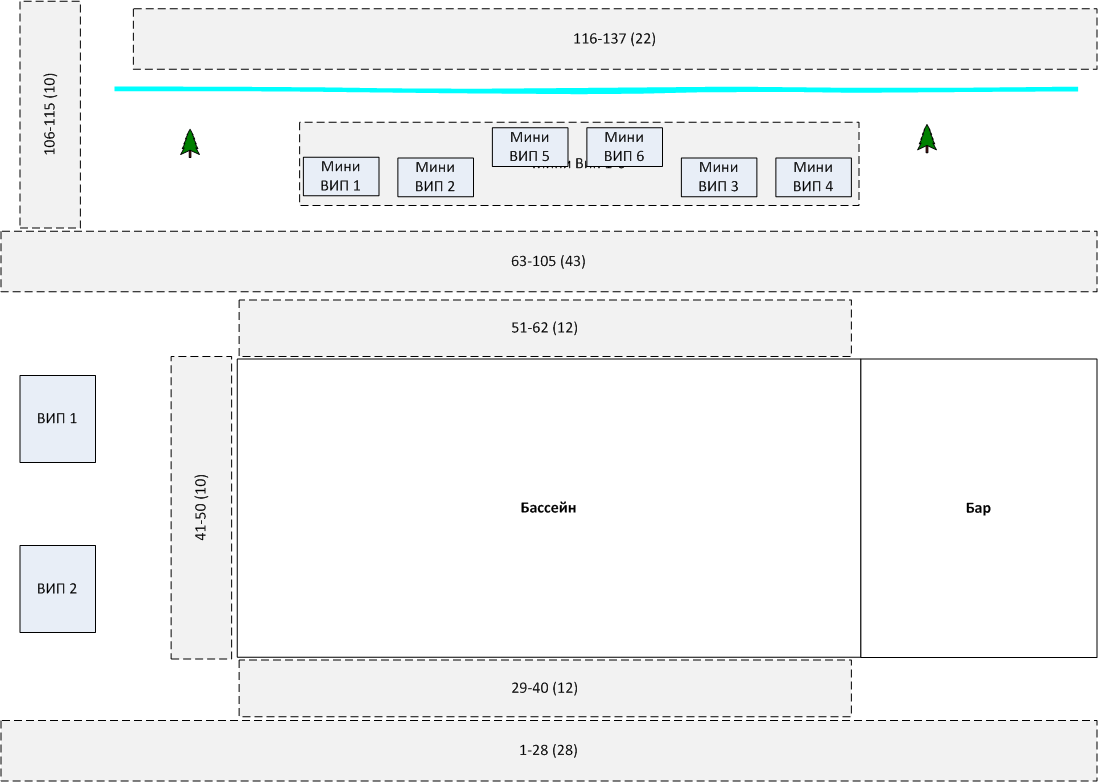 116-137 (22)
106-115 (10)
Мини
ВИП 5
Мини
ВИП 6
Мини
ВИП 1
Мини
ВИП 2
Мини
ВИП 3
Мини
ВИП 4
63-105 (43)
51-62 (12)
ВИП 1
41-50 (10)
Бассейн
Бар
ВИП 2
29-40 (12)
1-28 (28)